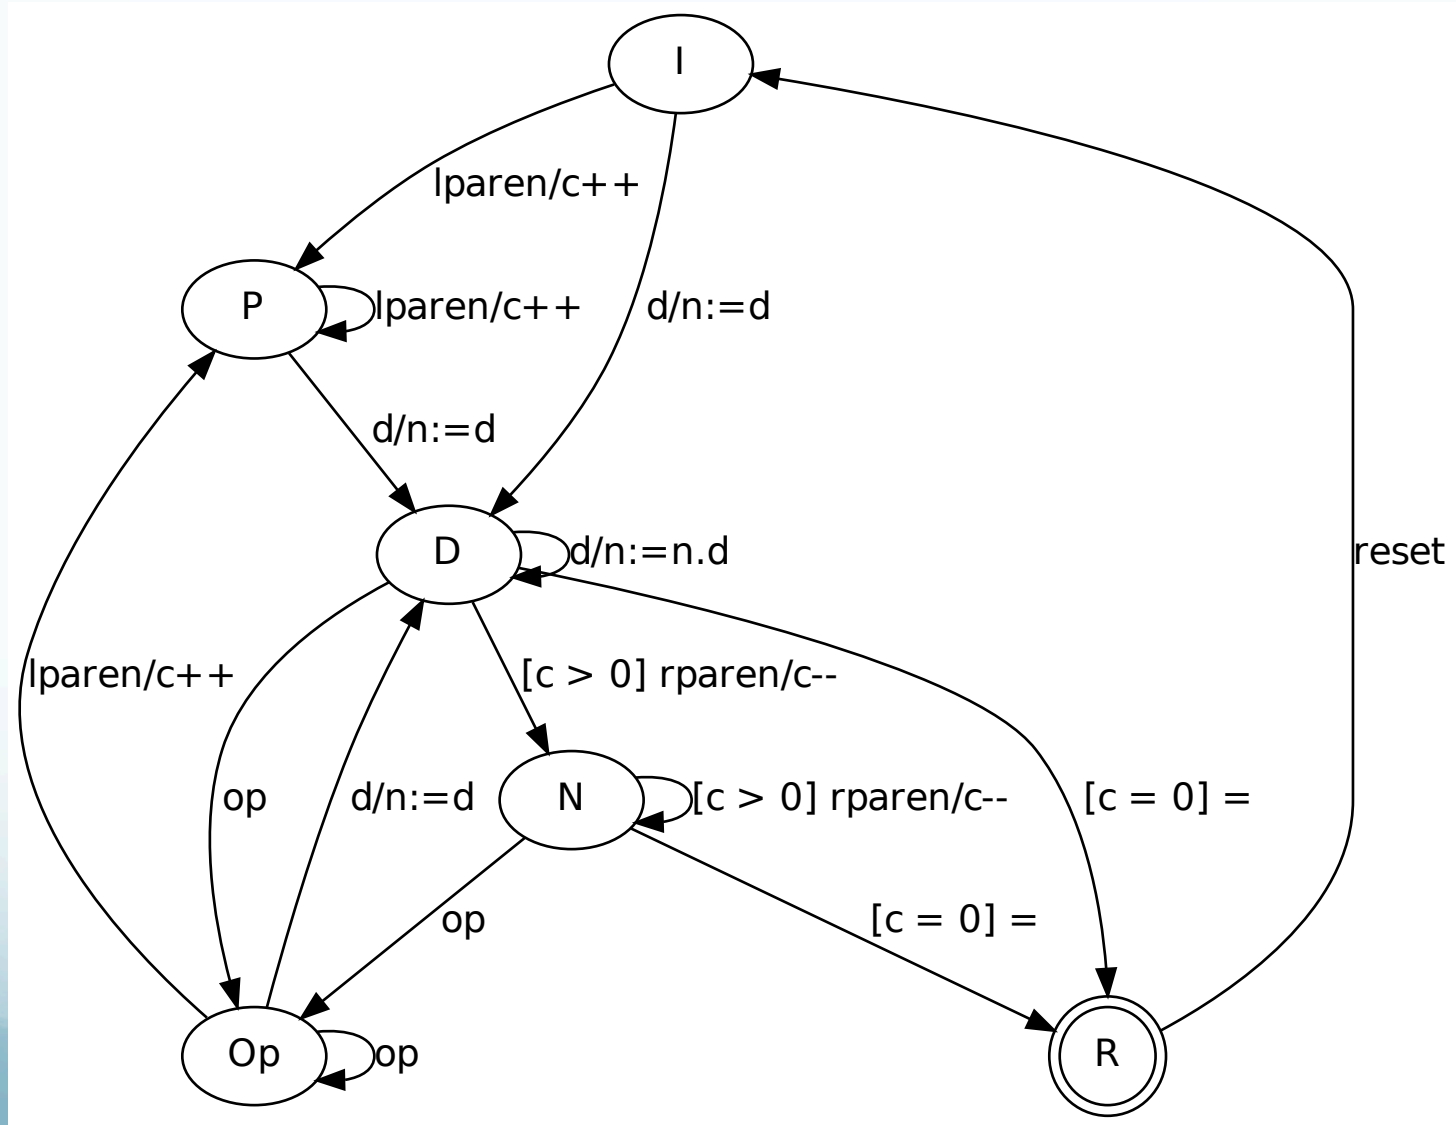 I
lparen/c++
P
lparen/c++
d/n:=d
d/n:=d
D
d/n:=n.d
reset
lparen/c++
[c > 0] rparen/c--
op
d/n:=d
N
[c > 0] rparen/c--
[c = 0] =
op
[c = 0] =
Op
op
R